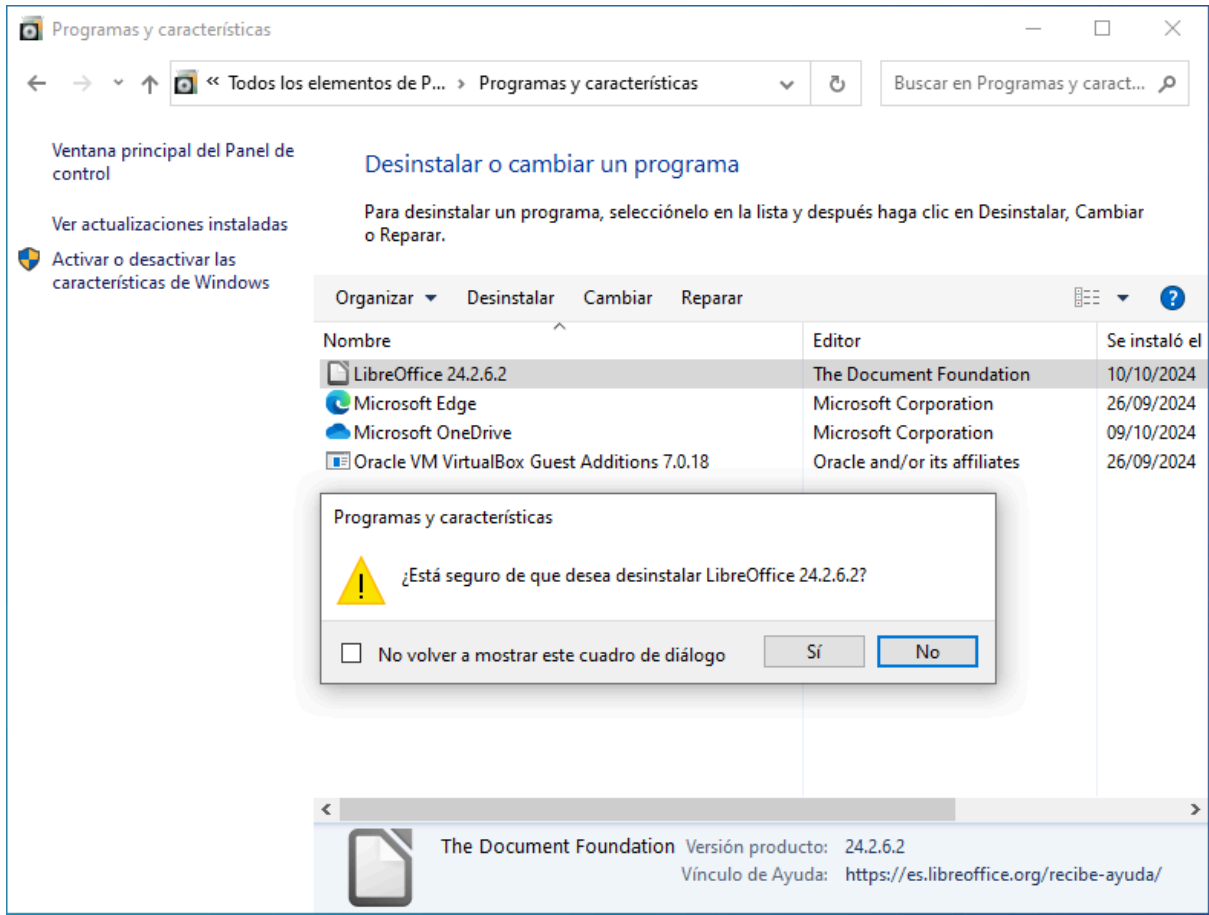 Programas y características
« Todos los elementos de P... › Programas y características
Buscar en Programas y caract...
Ventana principal del Panel de
control
Ver actualizaciones instaladas
Activar o desactivar las
características de Windows
Desinstalar o cambiar un programa
Para desinstalar un programa, selecciónelo en la lista y después haga clic en Desinstalar, Cambiar
o Reparar.
Organizar Desinstalar Cambiar Reparar ?
Nombre Editor Se instaló el
LibreOffice 24.2.6.2 The Document Foundation 10/10/2024
Microsoft Edge Microsoft Corporation 26/09/2024
Microsoft OneDrive Microsoft Corporation 09/10/2024
Oracle VM VirtualBox Guest Additions 7.0.18 Oracle and/or its affiliates 26/09/2024
Programas y características
¿Está seguro de que desea desinstalar LibreOffice 24.2.6.2?
No volver a mostrar este cuadro de diálogo Sí No
The Document Foundation Versión producto: 24.2.6.2
Vínculo de Ayuda: https://es.libreoffice.org/recibe-ayuda/